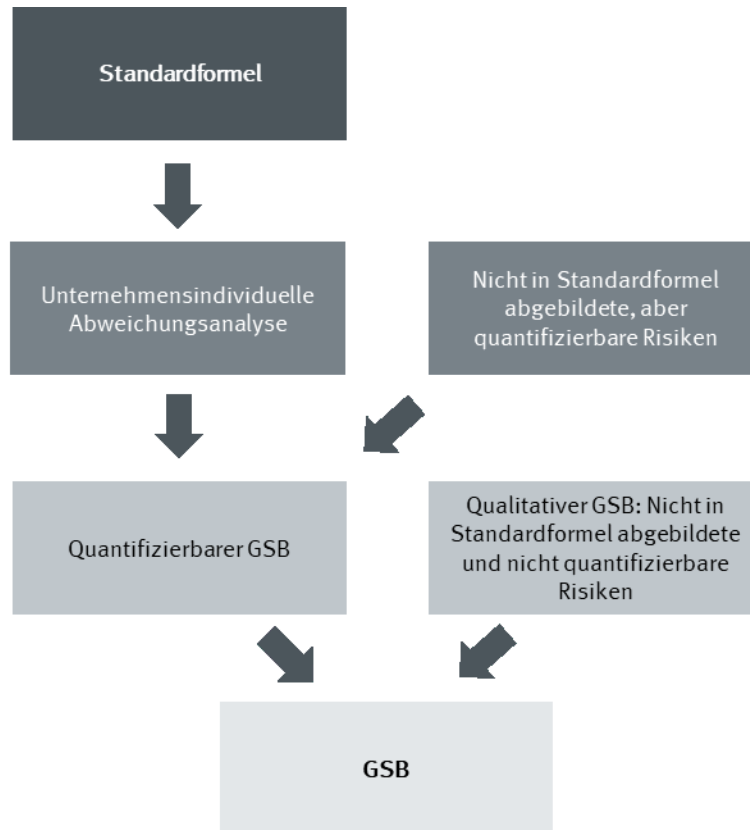 Standardformel
Unternehmensindividuelle
Abweichungsanalyse
Nicht in Standardformel
abgebildete, aber
quantifizierbare Risiken
Quantifizierbarer GSB
Qualitativer GSB: Nicht in
Standardformel abgebildete
und nicht quantifizierbare
Risiken
GSB